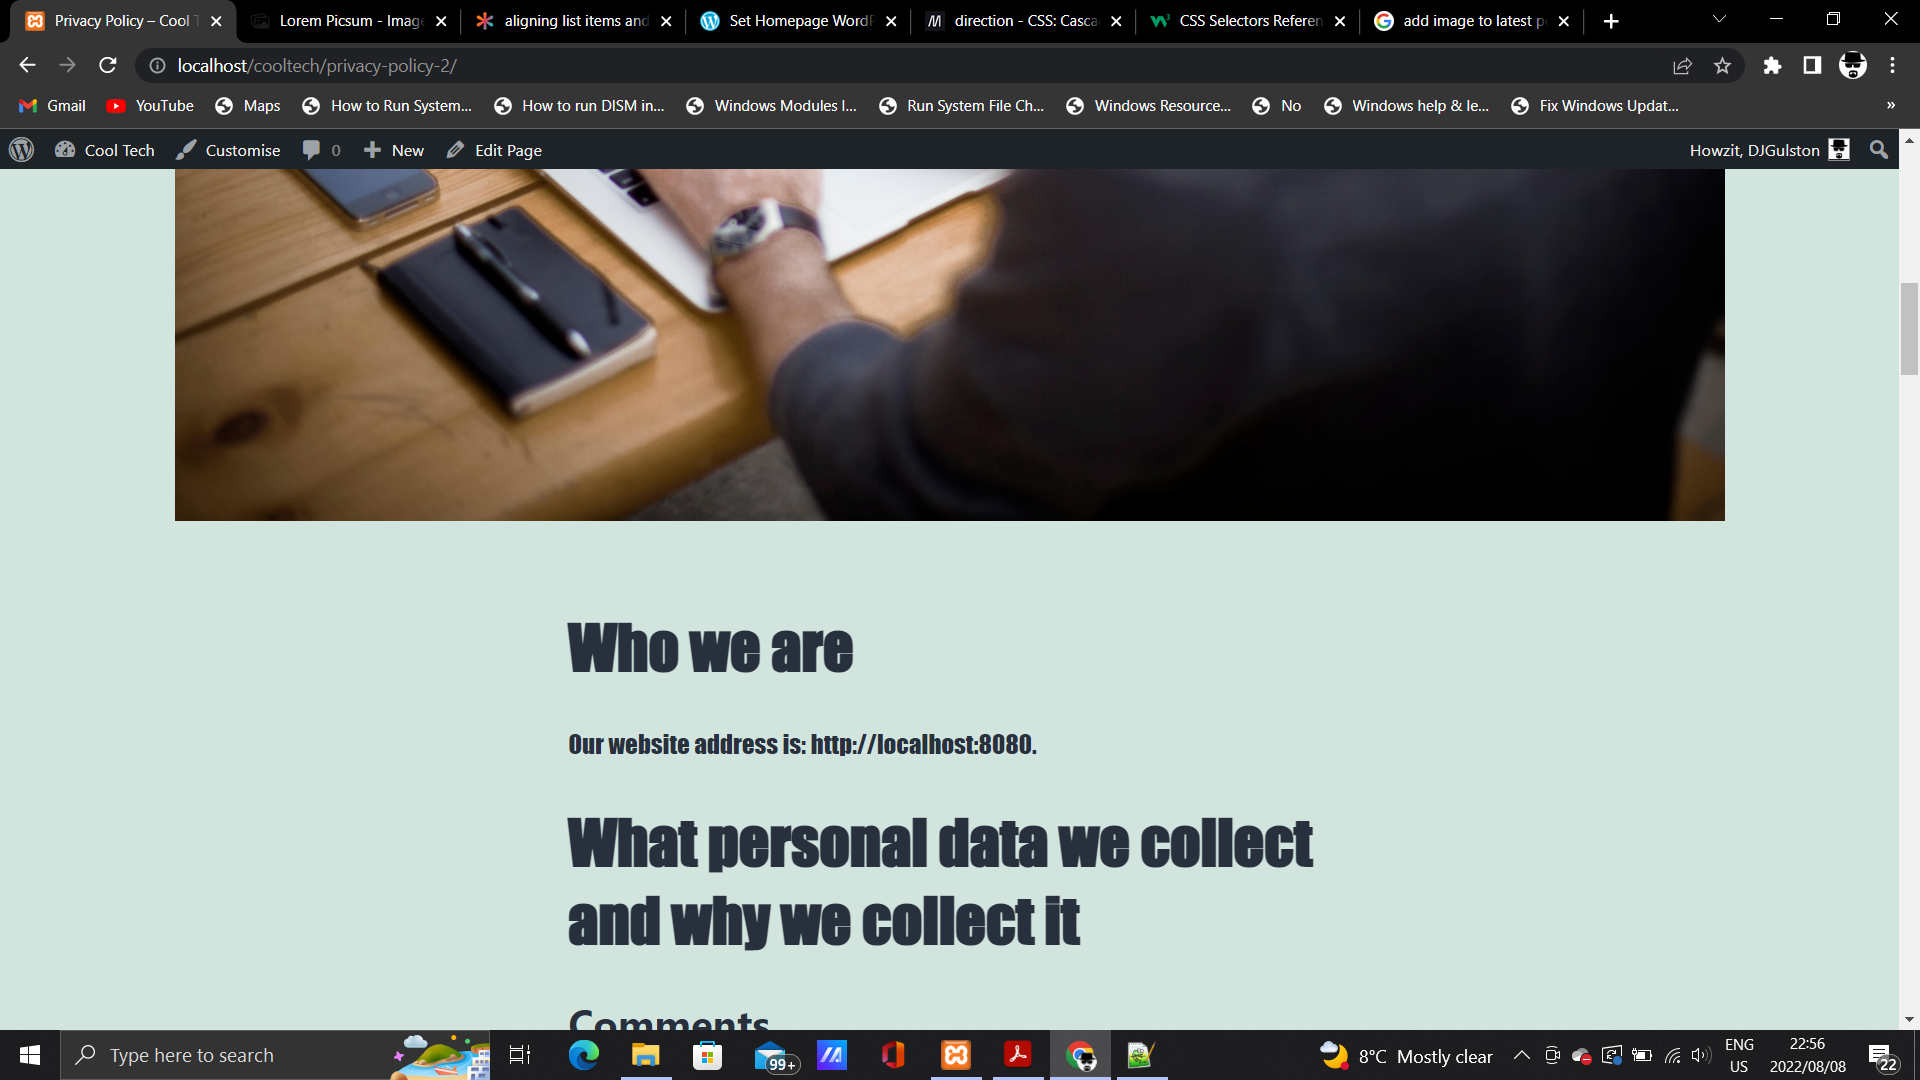 Privacy Policy – Cool T
Lorem Picsum - Image
aligning list items and
Set Homepage WordP
direction - CSS: Casca
CSS Selectors Referen
add image to latest p
localhost/cooltech/privacy-policy-2/
Gmail
YouTube
Maps
How to Run System...
How to run DISM in...
Windows Modules I...
Run System File Ch...
Windows Resource...
No
Windows help & le...
Fix Windows Updat...
»
Cool Tech
Customise
0
New
Edit Page
Howzit, DJGulston
Who we are
Our website address is: http://localhost:8080.
What personal data we collect
and why we collect it
Comments
Type here to search
99+
8°C Mostly clear
ENG
US
22:56
2022/08/08
22